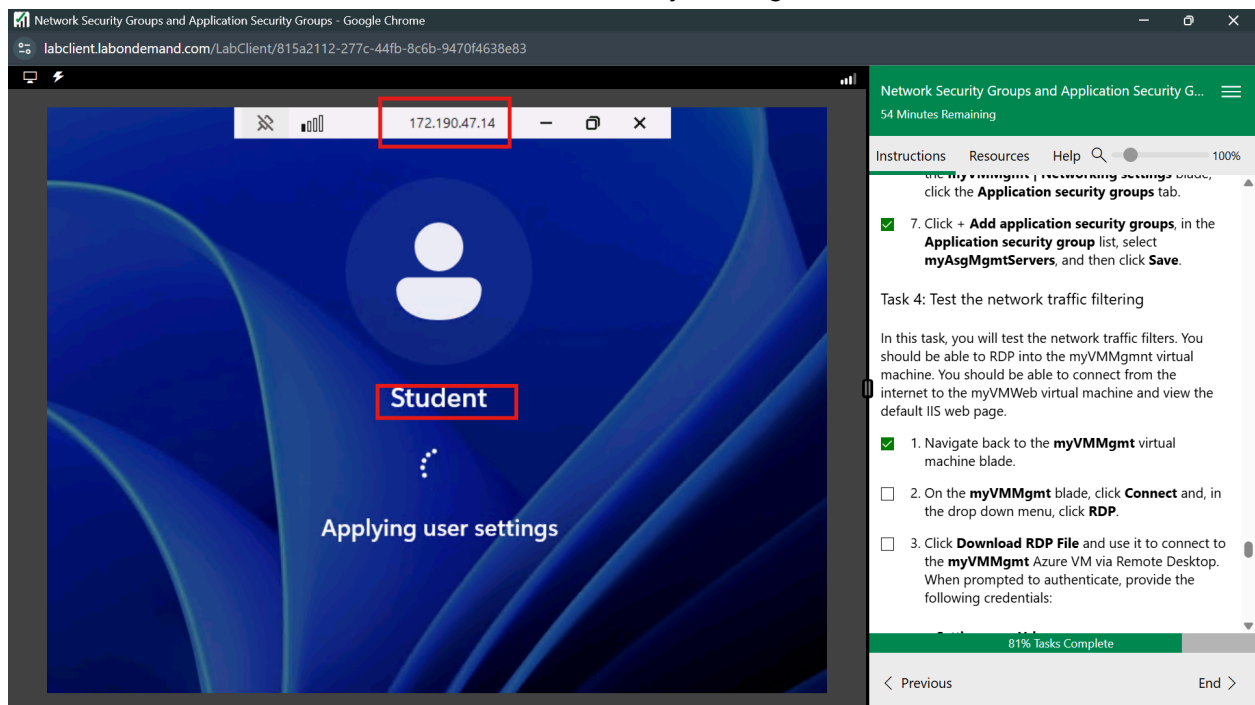 Network Security Groups and Application Security Groups - Google Chrome
labclient.labondemand.com/LabClient/815a2112-277c-44fb-8c6b-9470f4638e83
172.190.47.14
Student
Applying user settings
Network Security Groups and Application Security G...
54 Minutes Remaining
Instructions Resources Help 100%
the myVMMgmt | Networking settings blade,
click the Application security groups tab.
7. Click + Add application security groups, in the
Application security group list, select
myAsgMgmtServers, and then click Save.
Task 4: Test the network traffic filtering
In this task, you will test the network traffic filters. You
should be able to RDP into the myVMMgmnt virtual
machine. You should be able to connect from the
internet to the myVMWeb virtual machine and view the
default IIS web page.
1. Navigate back to the myVMMgmt virtual
machine blade.
2. On the myVMMgmt blade, click Connect and, in
the drop down menu, click RDP.
3. Click Download RDP File and use it to connect to
the myVMMgmt Azure VM via Remote Desktop.
When prompted to authenticate, provide the
following credentials:
81% Tasks Complete
< Previous
End >